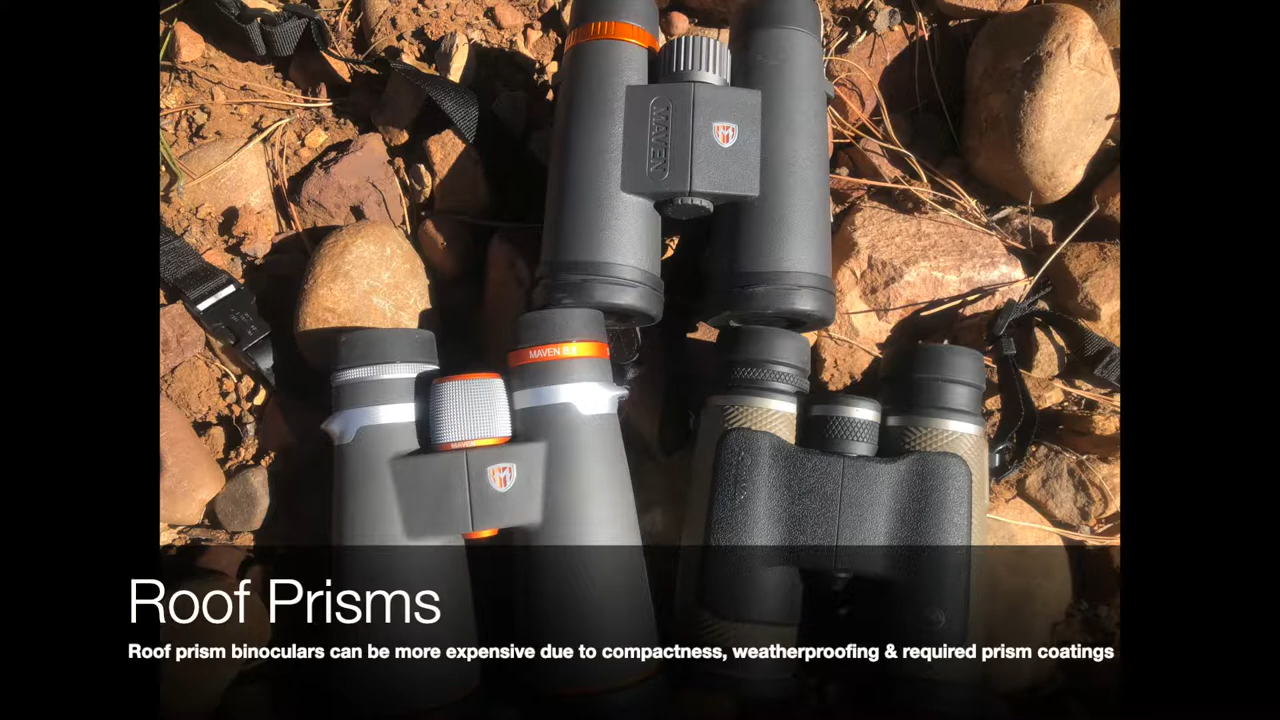 MAVEN
MAVEN B.6
MAVEN
Roof Prisms
Roof prism binoculars can be more expensive due to compactness, weatherproofing & required prism coatings